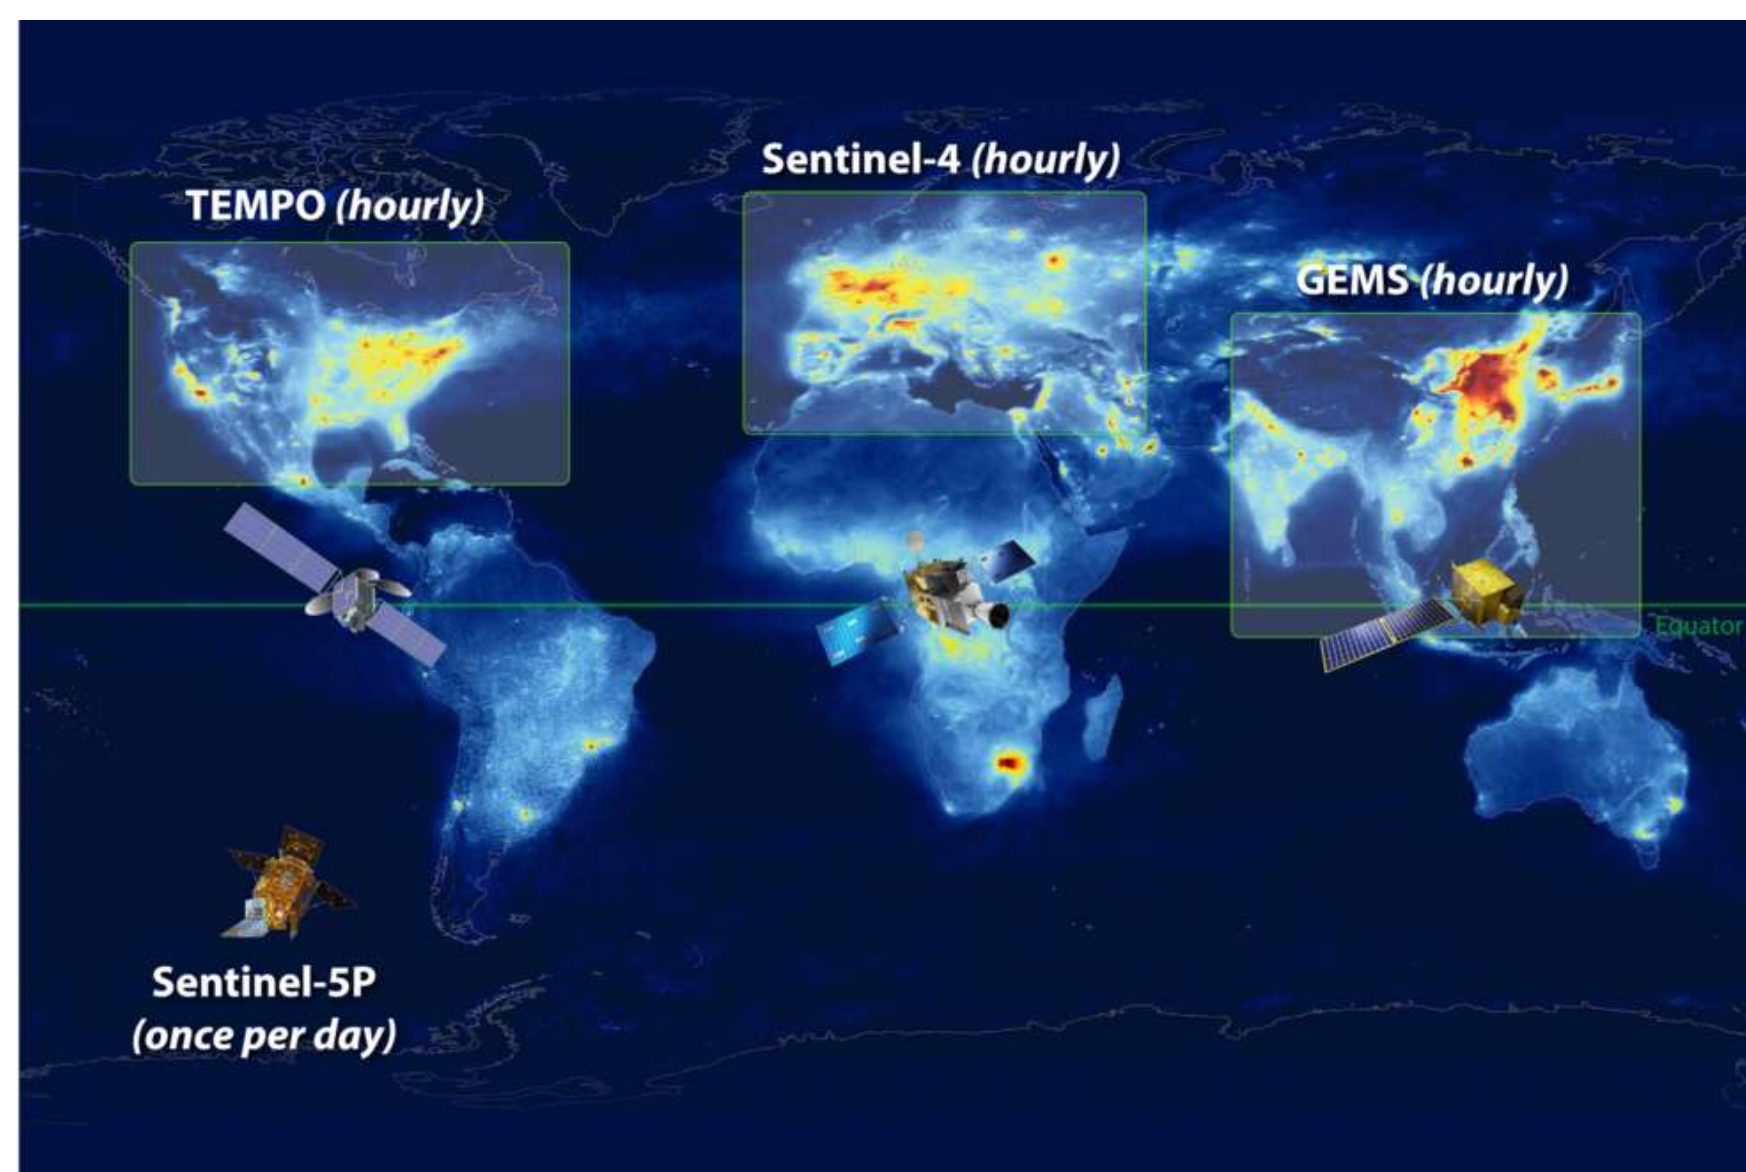 Sentinel-4 (hourly)
TEMPO (hourly)
GEMS (hourly)
Equator
Sentinel-5P
(once per day)